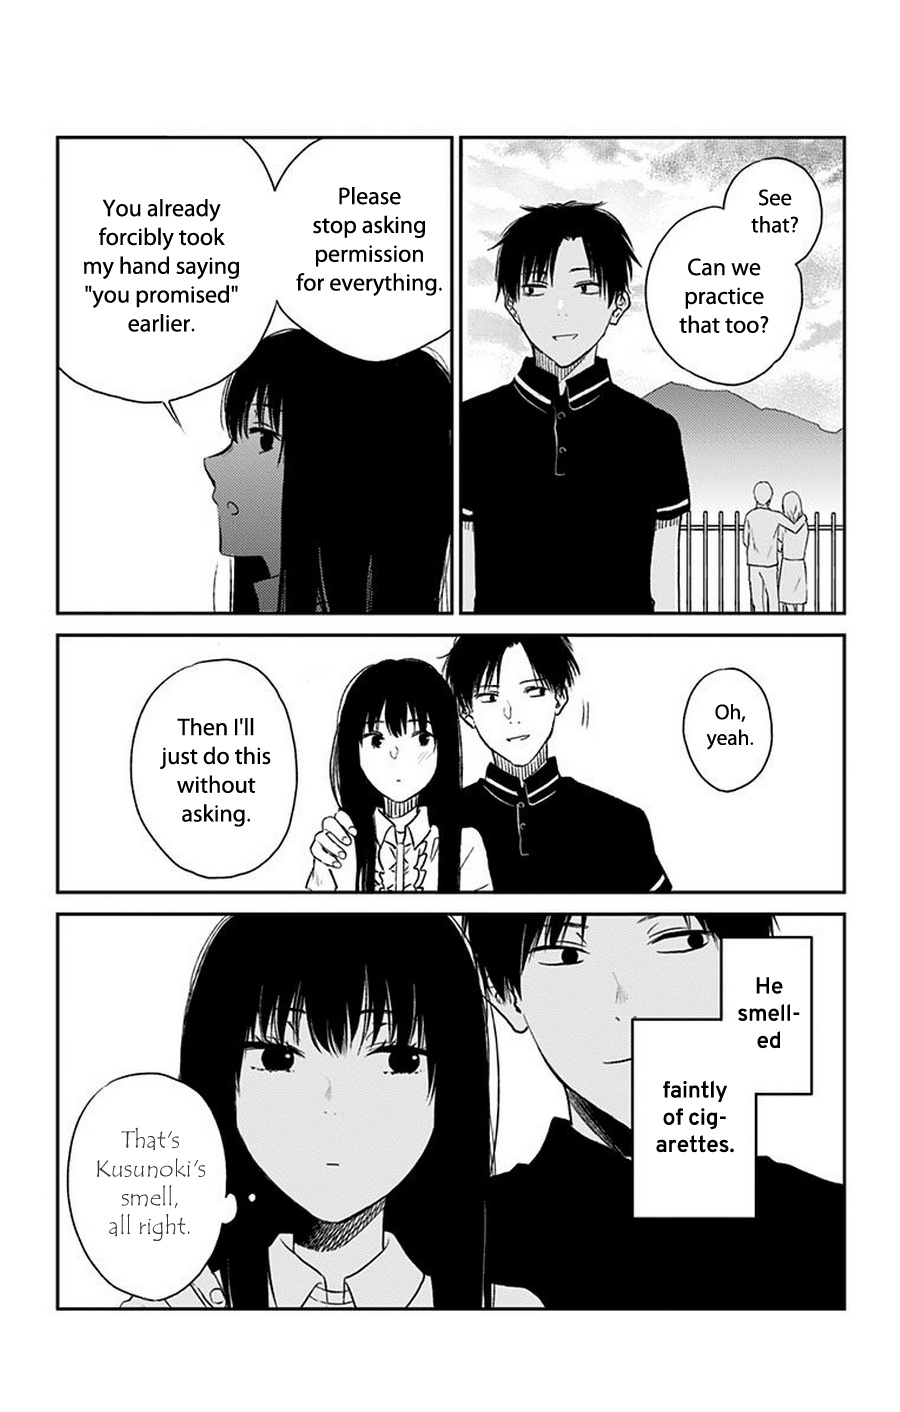 See
that?
Can we
practice
that too?
Please
stop asking
permission
for everything.
You already
forcibly took
my hand saying
"you promised"
earlier.
Oh,
yeah.
Then I'll
just do this
without
asking.
He
smell-
ed
faintly
of cig-
arettes.
That's
Kusunoki's
smell,
all right.